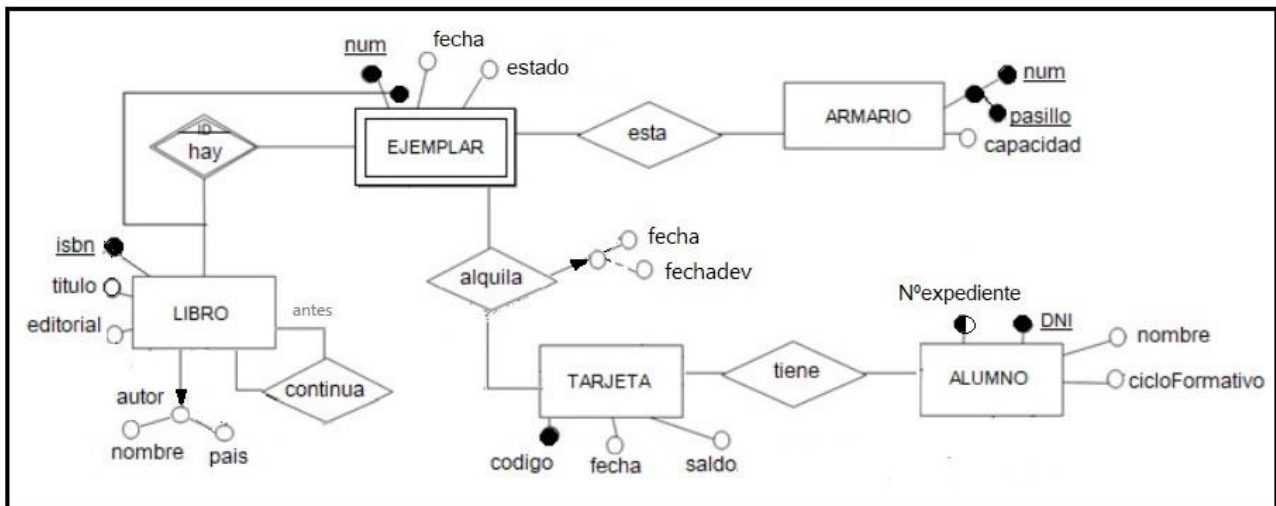 num
fecha
estado
num
pasillo
capacidad
EJEMPLAR
esta
ARMARIO
ID
hay
isbn
titulo
editorial
LIBRO
antes
continua
autor
nombre
pais
alquila
fecha
fechadev
TARJETA
codigo
fecha
saldo
tiene
Nºexpediente
DNI
nombre
cicloFormativo
ALUMNO